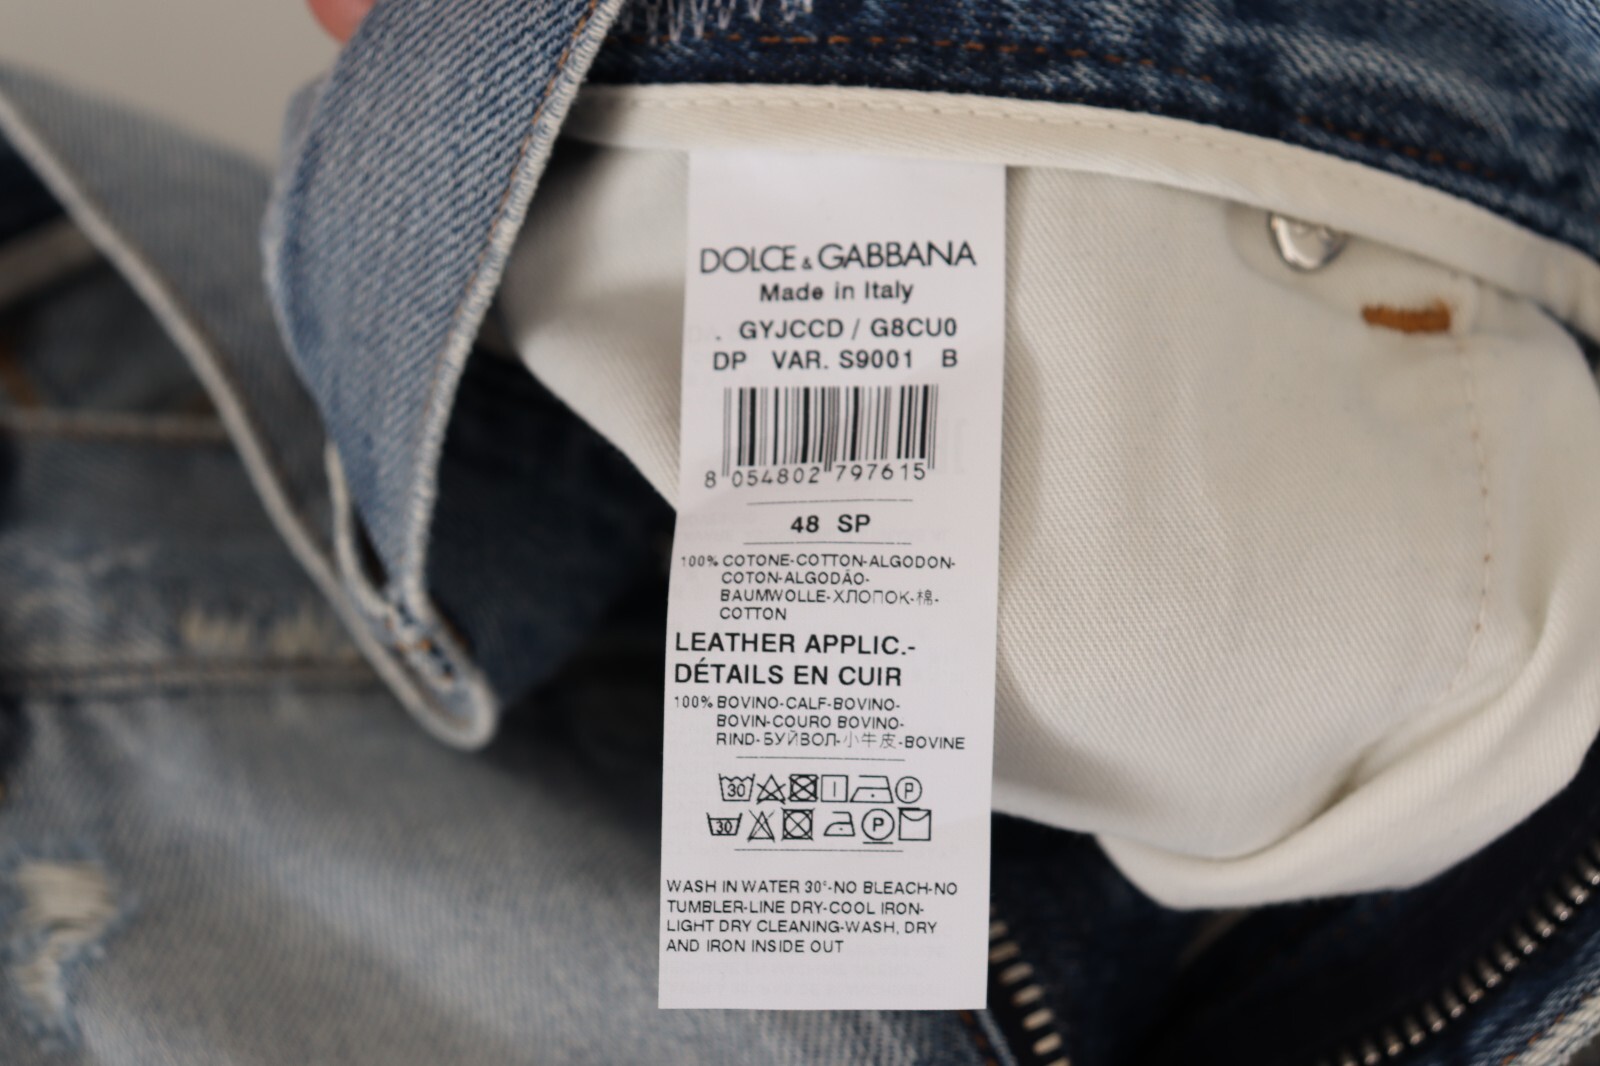 DOLCE & GABBANA
Made in Italy
. GYJCCD / G8CU0
DP VAR. S9001 B
8 054802 797615
48 SP
100% COTONE-COTTON-ALGODON-
COTON-ALGODÃO-
BAUMWOLLE-ХЛОПОК-棉-
COTTON
LEATHER APPLIC.-
DÉTAILS EN CUIR
100% BOVINO-CALF-BOVINO-
BOVIN-COURO BOVINO-
RIND-БУЙВОЛ-小牛皮-BOVINE
30 P
30 P
WASH IN WATER 30°-NO BLEACH-NO
TUMBLER-LINE DRY-COOL IRON-
LIGHT DRY CLEANING-WASH, DRY
AND IRON INSIDE OUT